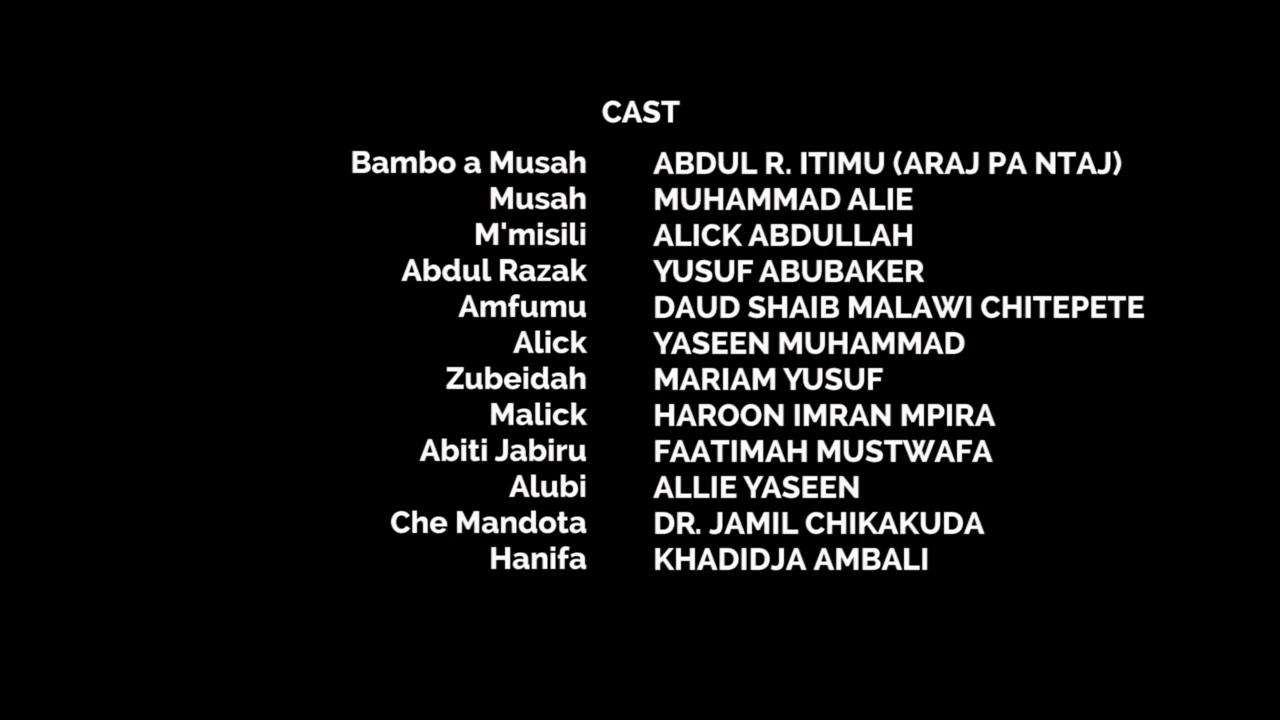 CAST
Bambo a Musah ABDUL R. ITIMU (ARAJ PA NTAJ)
Musah MUHAMMAD ALIE
M'misili ALICK ABDULLAH
Abdul Razak YUSUF ABUBAKER
Amfumu DAUD SHAIB MALAWI CHITEPETE
Alick YASEEN MUHAMMAD
Zubeidah MARIAM YUSUF
Malick HAROON IMRAN MPIRA
Abiti Jabiru FAATIMAH MUSTWAFA
Alubi ALLIE YASEEN
Che Mandota DR. JAMIL CHIKAKUDA
Hanifa KHADIDJA AMBALI